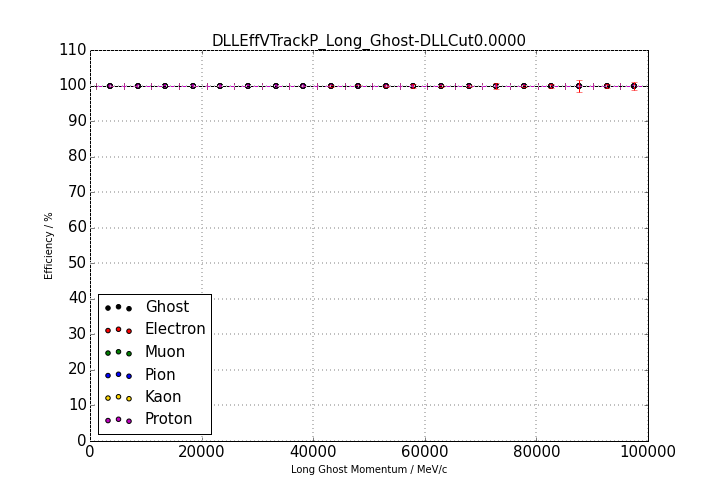 DLLEffVTrackP_Long_Ghost-DLLCut0.0000
110
100
90
80
70
60
50
40
30
20
10
0
Efficiency / %
Ghost
Electron
Muon
Pion
Kaon
Proton
0 20000 40000 60000 80000 100000
Long Ghost Momentum / MeV/c